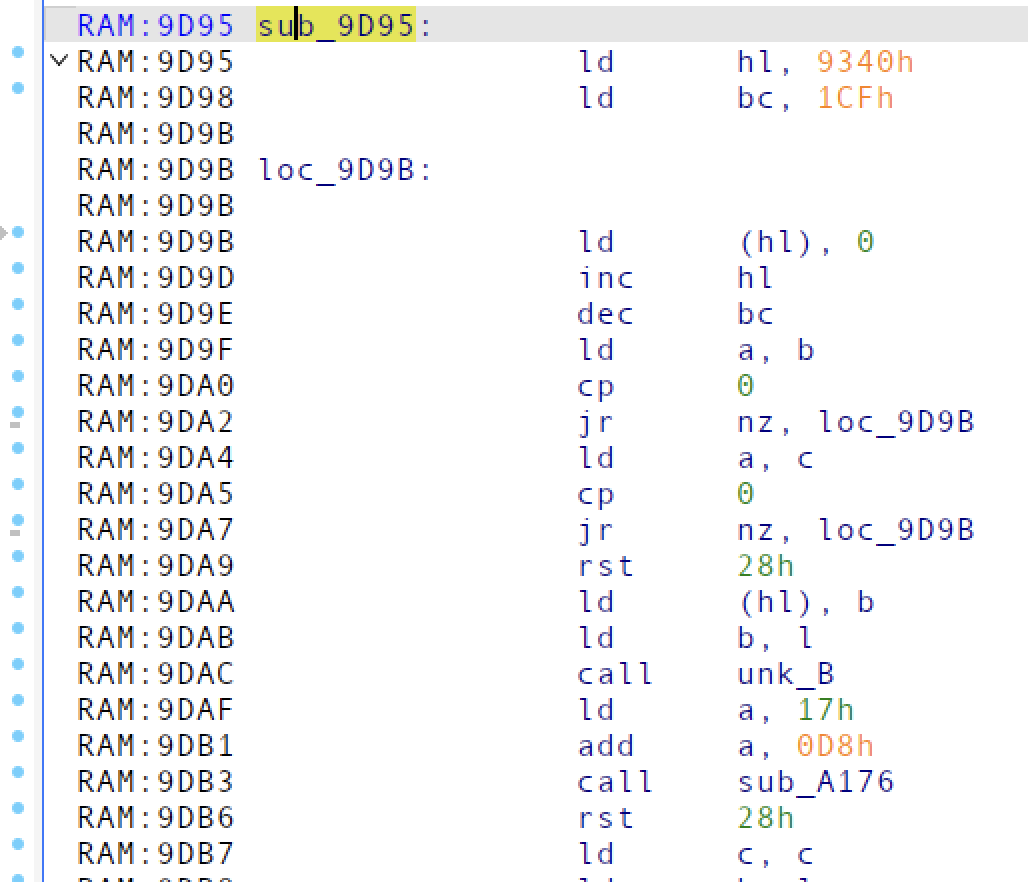 RAM:9D95 sub_9D95:
RAM:9D95 ld hl, 9340h
RAM:9D98 ld bc, 1CFh
RAM:9D9B
RAM:9D9B loc_9D9B:
RAM:9D9B
RAM:9D9B ld (hl), 0
RAM:9D9D inc hl
RAM:9D9E dec bc
RAM:9D9F ld a, b
RAM:9DA0 cp 0
RAM:9DA2 jr nz, loc_9D9B
RAM:9DA4 ld a, c
RAM:9DA5 cp 0
RAM:9DA7 jr nz, loc_9D9B
RAM:9DA9 rst 28h
RAM:9DAA ld (hl), b
RAM:9DAB ld b, l
RAM:9DAC call unk_B
RAM:9DAF ld a, 17h
RAM:9DB1 add a, 0D8h
RAM:9DB3 call sub_A176
RAM:9DB6 rst 28h
RAM:9DB7 ld c, c